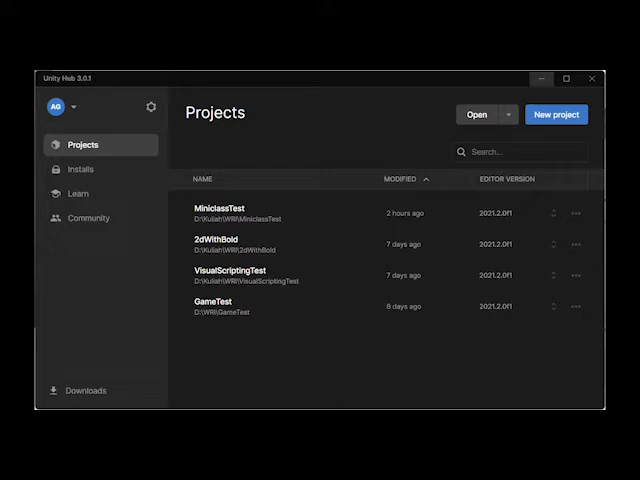 Unity Hub 3.0.1
AG
Projects
Installs
Learn
Community
Downloads
Projects
Open
New project
Search...
NAME MODIFIED EDITOR VERSION
MiniclassTest 2 hours ago 2021.2.0f1
D:\Kuliah\WRI\MiniclassTest
2dWithBold 7 days ago 2021.2.0f1
D:\Kuliah\WRI\2dWithBold
VisualScriptingTest 7 days ago 2021.2.0f1
D:\Kuliah\WRI\VisualScriptingTest
GameTest 8 days ago 2021.2.0f1
D:\WRI\GameTest